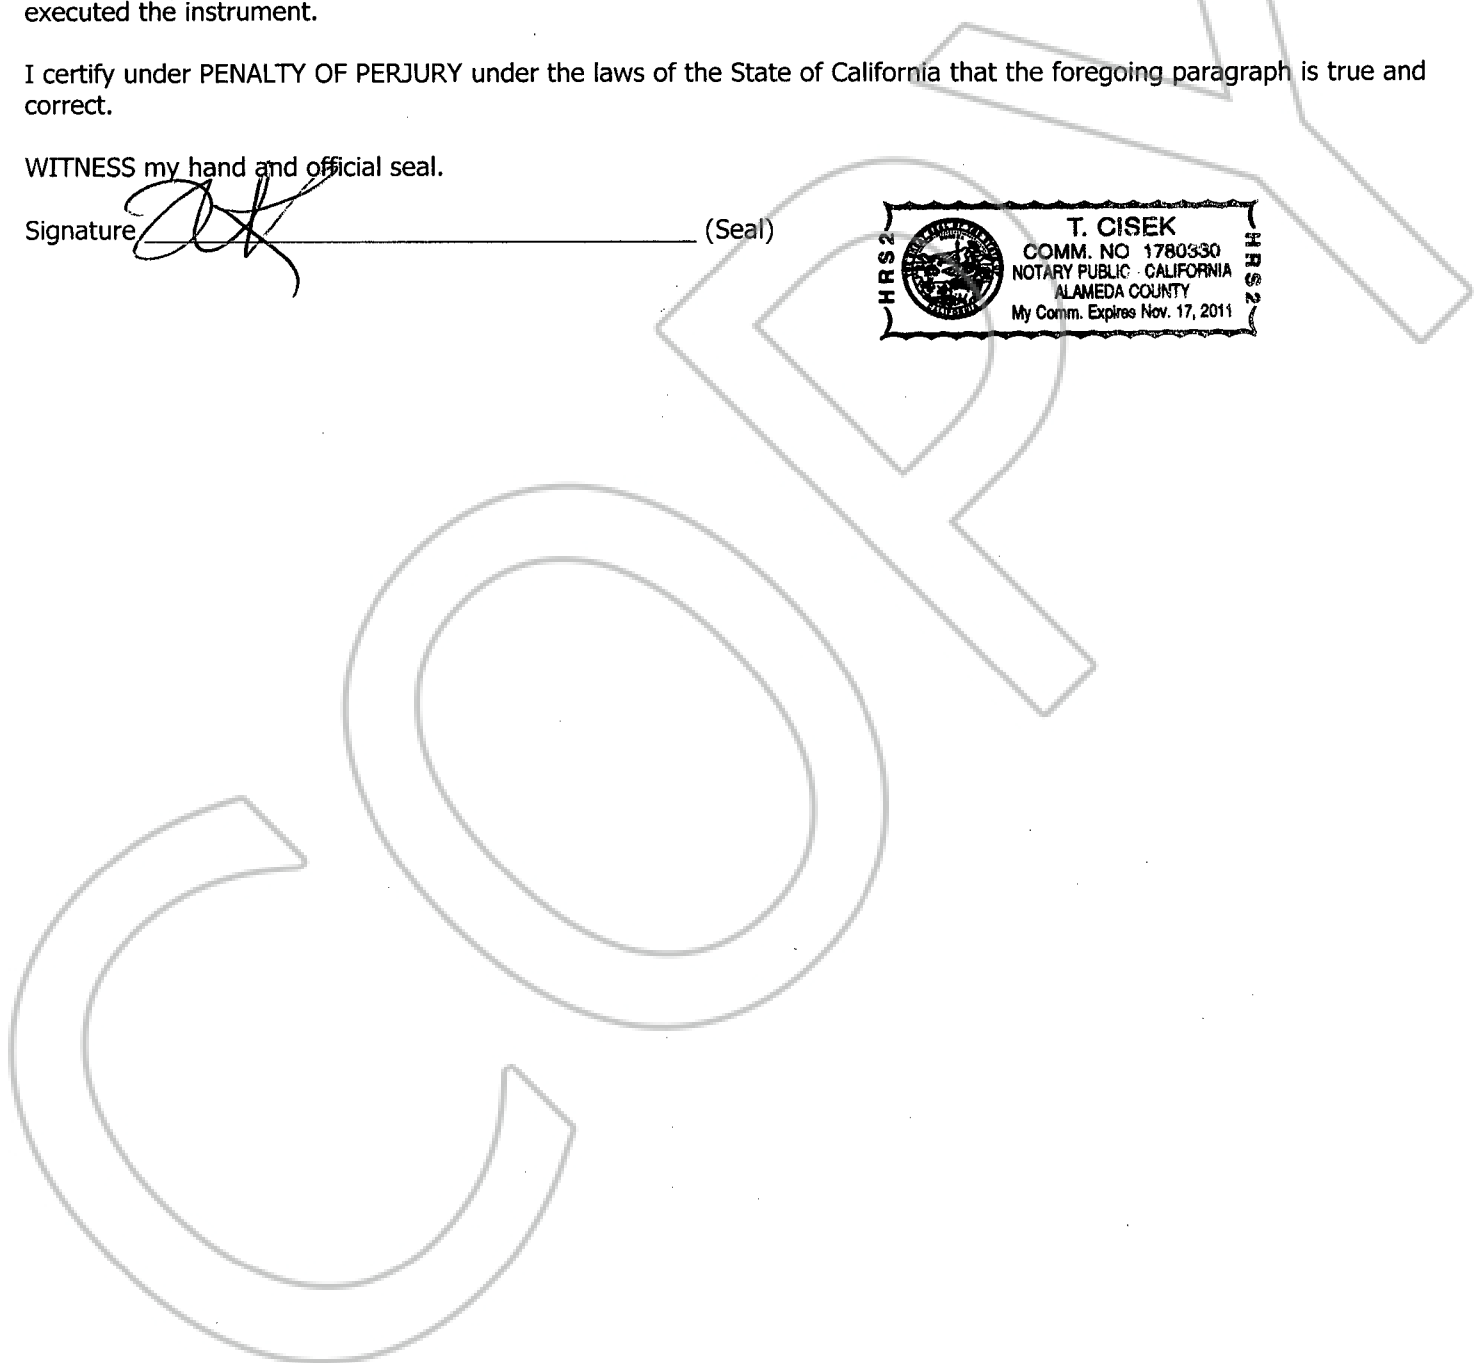 executed the instrument.
I certify under PENALTY OF PERJURY under the laws of the State of California that the foregoing paragraph is true and
correct.
WITNESS my hand and official seal.
Signature (Seal)
HRS2
T. CISEK
COMM. NO 1780330
NOTARY PUBLIC - CALIFORNIA
ALAMEDA COUNTY
My Comm. Expires Nov. 17, 2011
HRS2
COPY